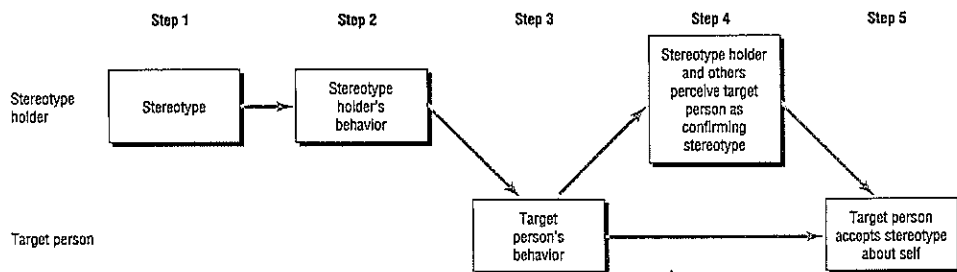 Step 1 Step 2 Step 3 Step 4 Step 5
Stereotype
holder
Stereotype
Stereotype
holder's
behavior
Stereotype holder
and others
perceive target
person as
confirming
stereotype
Target person
Target
person's
behavior
Target person
accepts stereotype
about self